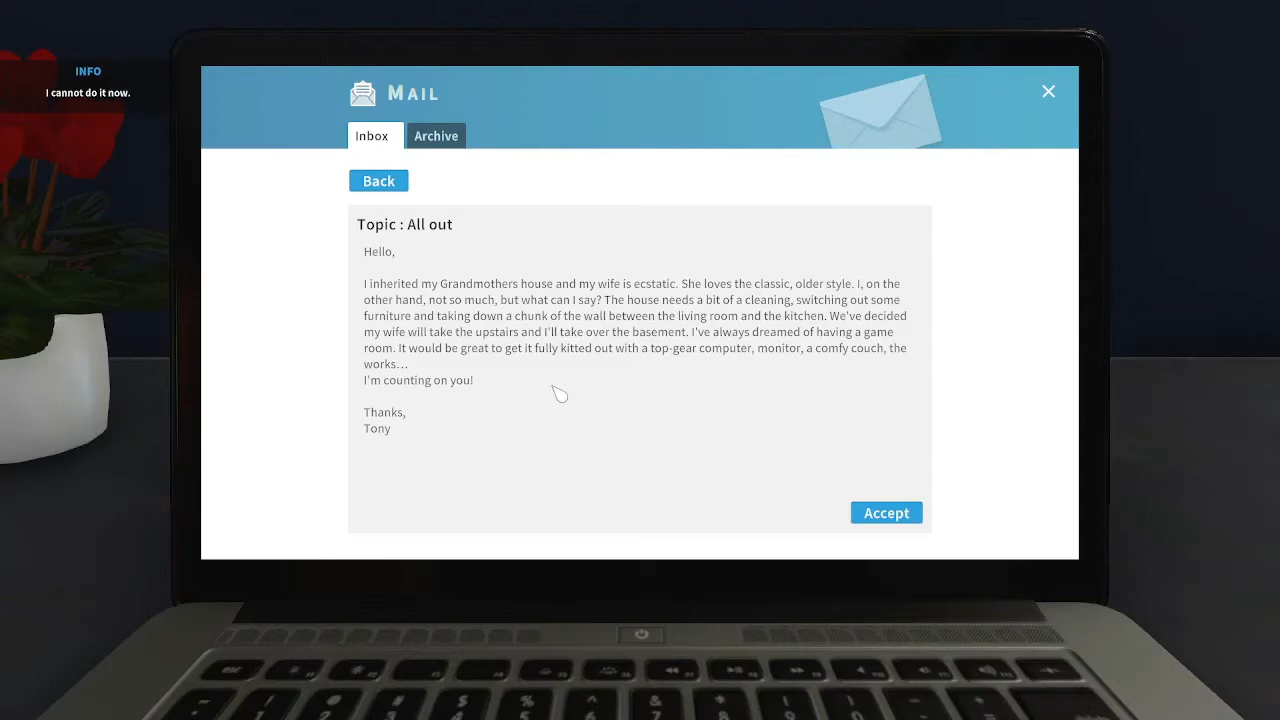 INFO
I cannot do it now.
MAIL
Inbox
Archive
Back
Topic : All out
Hello,
I inherited my Grandmothers house and my wife is ecstatic. She loves the classic, older style. I, on the
other hand, not so much, but what can I say? The house needs a bit of a cleaning, switching out some
furniture and taking down a chunk of the wall between the living room and the kitchen. We've decided
my wife will take the upstairs and I'll take over the basement. I've always dreamed of having a game
room. It would be great to get it fully kitted out with a top-gear computer, monitor, a comfy couch, the
works…
I'm counting on you!
Thanks,
Tony
Accept
esc